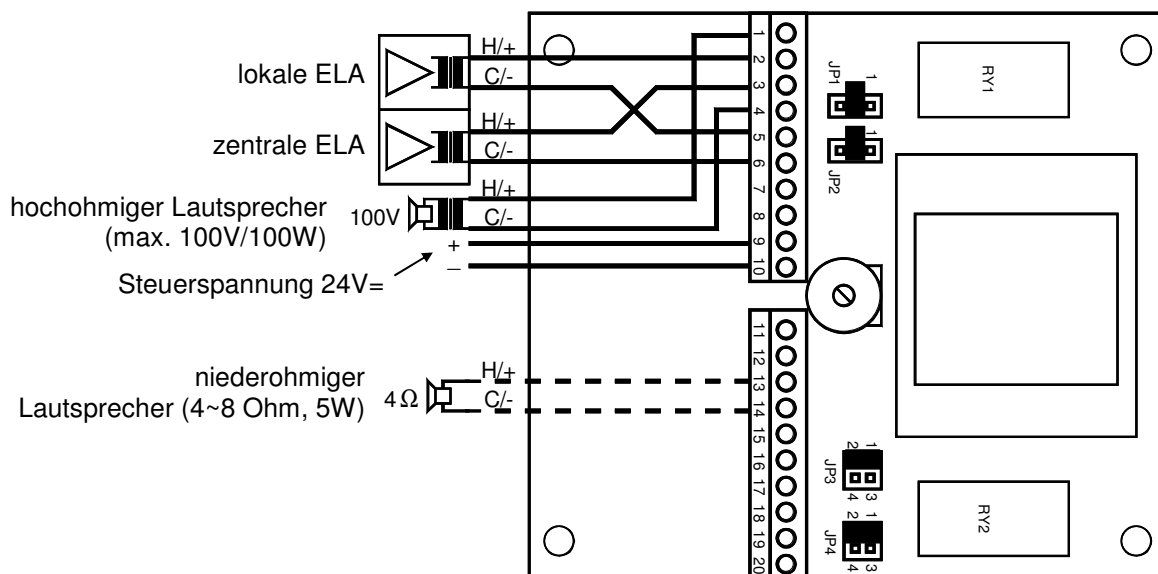 lokale ELA
H/+
C/-
zentrale ELA
H/+
C/-
hochohmiger Lautsprecher
(max. 100V/100W)
100V
H/+
C/-
+
–
Steuerspannung 24V=
niederohmiger
Lautsprecher (4~8 Ohm, 5W)
4 Ω
H/+
C/-
1
2
3
4
5
6
7
8
9
10
11
12
13
14
15
16
17
18
19
20
JP1
1
JP2
1
RY1
JP3
2 1
4 3
JP4
2 1
4 3
RY2